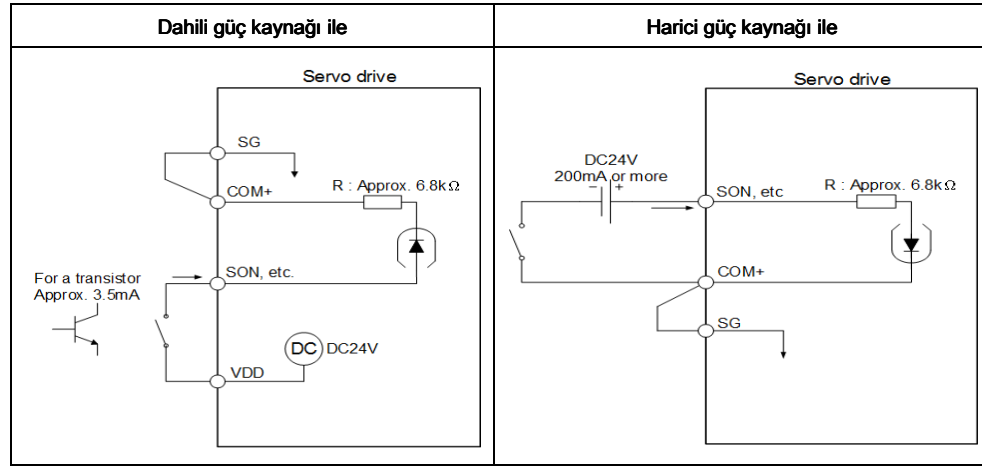 Dahili güç kaynağı ile
Harici güç kaynağı ile
Servo drive
SG
COM+
R : Approx. 6.8kΩ
SON, etc.
For a transistor
Approx. 3.5mA
DC
DC24V
VDD
Servo drive
DC24V
200mA or more
− +
SON, etc
R : Approx. 6.8kΩ
COM+
SG